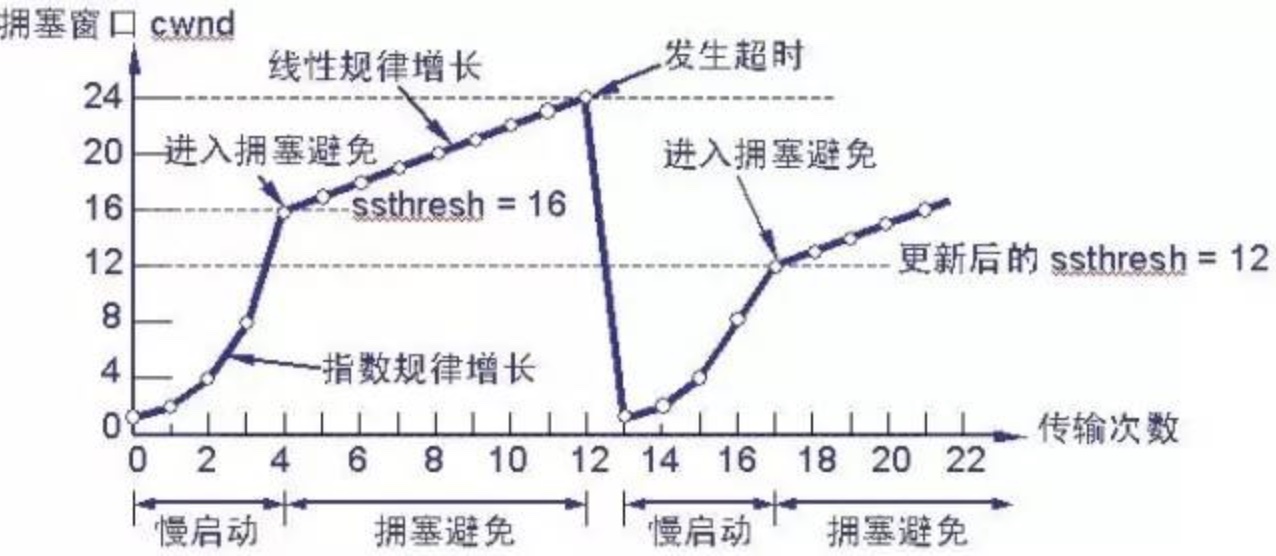 拥塞窗口 cwnd
发生超时
线性规律增长
24
进入拥塞避免
进入拥塞避免
20
16
ssthresh = 16
12
更新后的 ssthresh = 12
8
4
指数规律增长
0
传输次数
0 2 4 6 8 10 12 14 16 18 20 22
慢启动 拥塞避免 慢启动 拥塞避免